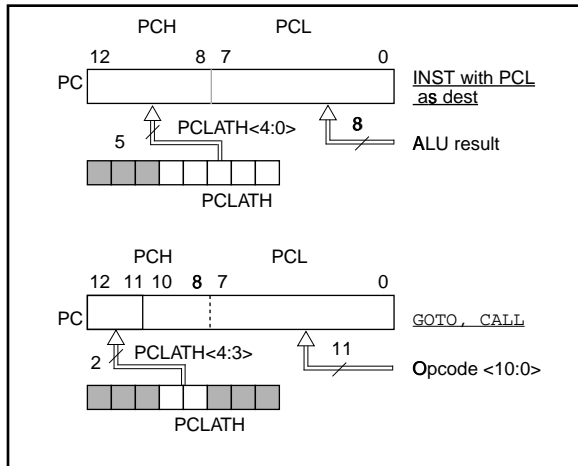 PCH PCL
12 8 7 0
PC
INST with PCL
as dest
PCLATH<4:0>
8
5
ALU result
PCLATH
PCH PCL
12 11 10 8 7 0
PC
GOTO, CALL
2
PCLATH<4:3>
11
Opcode <10:0>
PCLATH